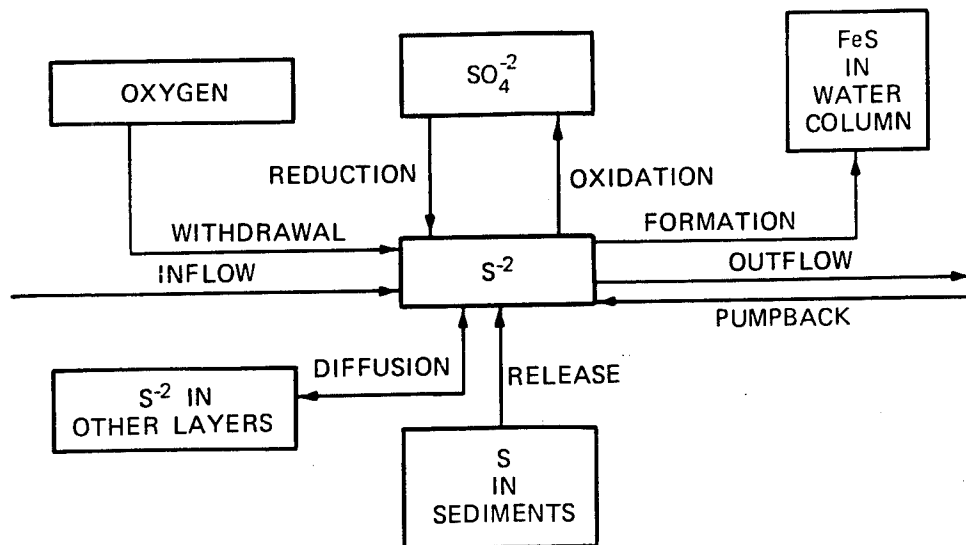 OXYGEN
SO₄⁻²
FeS
IN
WATER
COLUMN
REDUCTION
OXIDATION
WITHDRAWAL
FORMATION
INFLOW
S⁻²
OUTFLOW
PUMPBACK
DIFFUSION
RELEASE
S⁻² IN
OTHER LAYERS
S
IN
SEDIMENTS